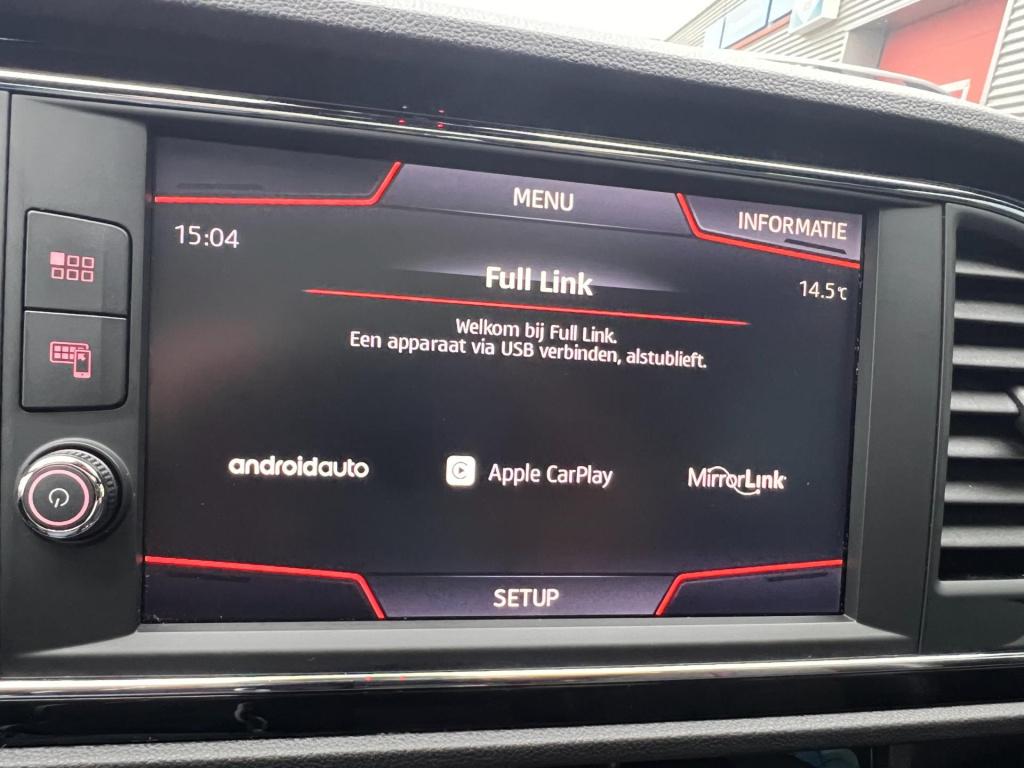 MENU
INFORMATIE
15:04
Full Link
14.5℃
Welkom bij Full Link.
Een apparaat via USB verbinden, alstublieft.
androidauto
Apple CarPlay
MirrorLink
SETUP